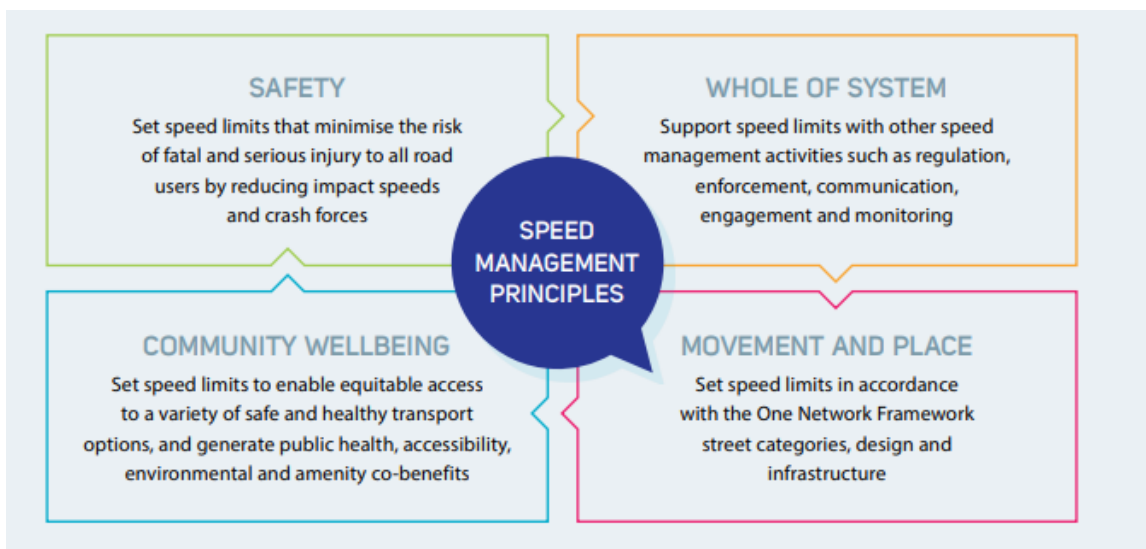 SAFETY
Set speed limits that minimise the risk
of fatal and serious injury to all road
users by reducing impact speeds
and crash forces
WHOLE OF SYSTEM
Support speed limits with other speed
management activities such as regulation,
enforcement, communication,
engagement and monitoring
SPEED
MANAGEMENT
PRINCIPLES
COMMUNITY WELLBEING
Set speed limits to enable equitable access
to a variety of safe and healthy transport
options, and generate public health, accessibility,
environmental and amenity co-benefits
MOVEMENT AND PLACE
Set speed limits in accordance
with the One Network Framework
street categories, design and
infrastructure